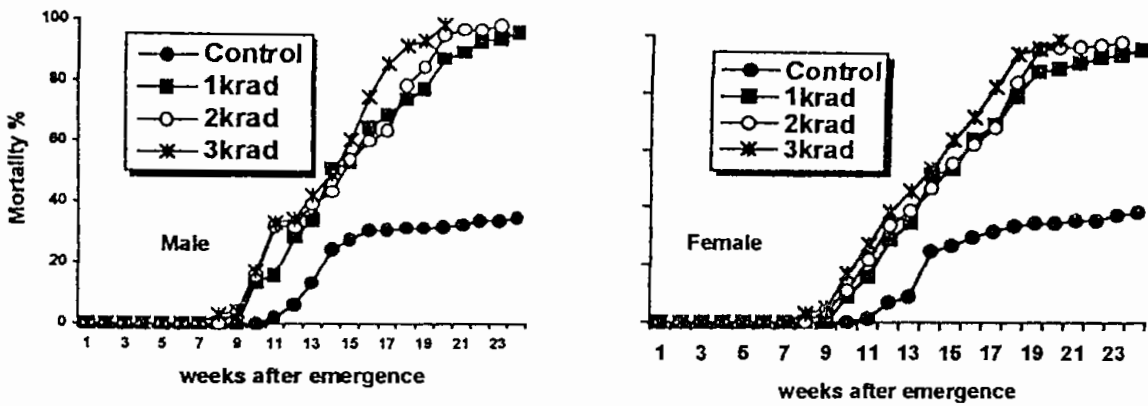 100
80
60
40
20
0
Mortality %
Control
1krad
2krad
3krad
Male
1 3 5 7 9 11 13 15 17 19 21 23
weeks after emergence
Control
1krad
2krad
3krad
Female
1 3 5 7 9 11 13 15 17 19 21 23
weeks after emergence